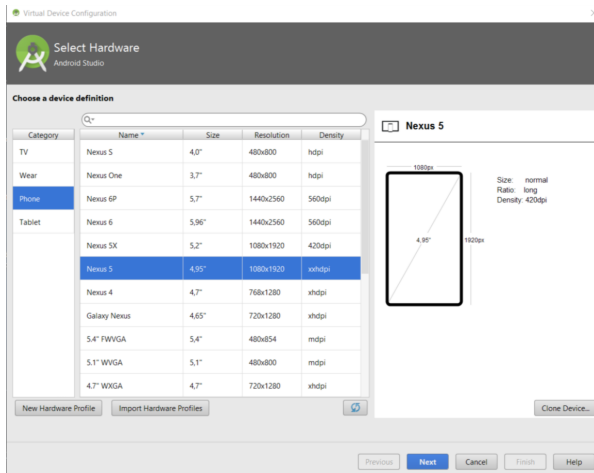 Virtual Device Configuration
Select Hardware
Android Studio
Choose a device definition
Category
TV
Wear
Phone
Tablet
Name Size Resolution Density
Nexus S 4,0" 480x800 hdpi
Nexus One 3,7" 480x800 hdpi
Nexus 6P 5,7" 1440x2560 560dpi
Nexus 6 5,96" 1440x2560 560dpi
Nexus 5X 5,2" 1080x1920 420dpi
Nexus 5 4,95" 1080x1920 xxhdpi
Nexus 4 4,7" 768x1280 xhdpi
Galaxy Nexus 4,65" 720x1280 xhdpi
5.4" FWVGA 5,4" 480x854 mdpi
5.1" WVGA 5,1" 480x800 mdpi
4.7" WXGA 4,7" 720x1280 xhdpi
New Hardware Profile Import Hardware Profiles
Nexus 5
1080px
4,95"
1920px
Size: normal
Ratio: long
Density: 420dpi
Clone Device...
Previous Next Cancel Finish Help